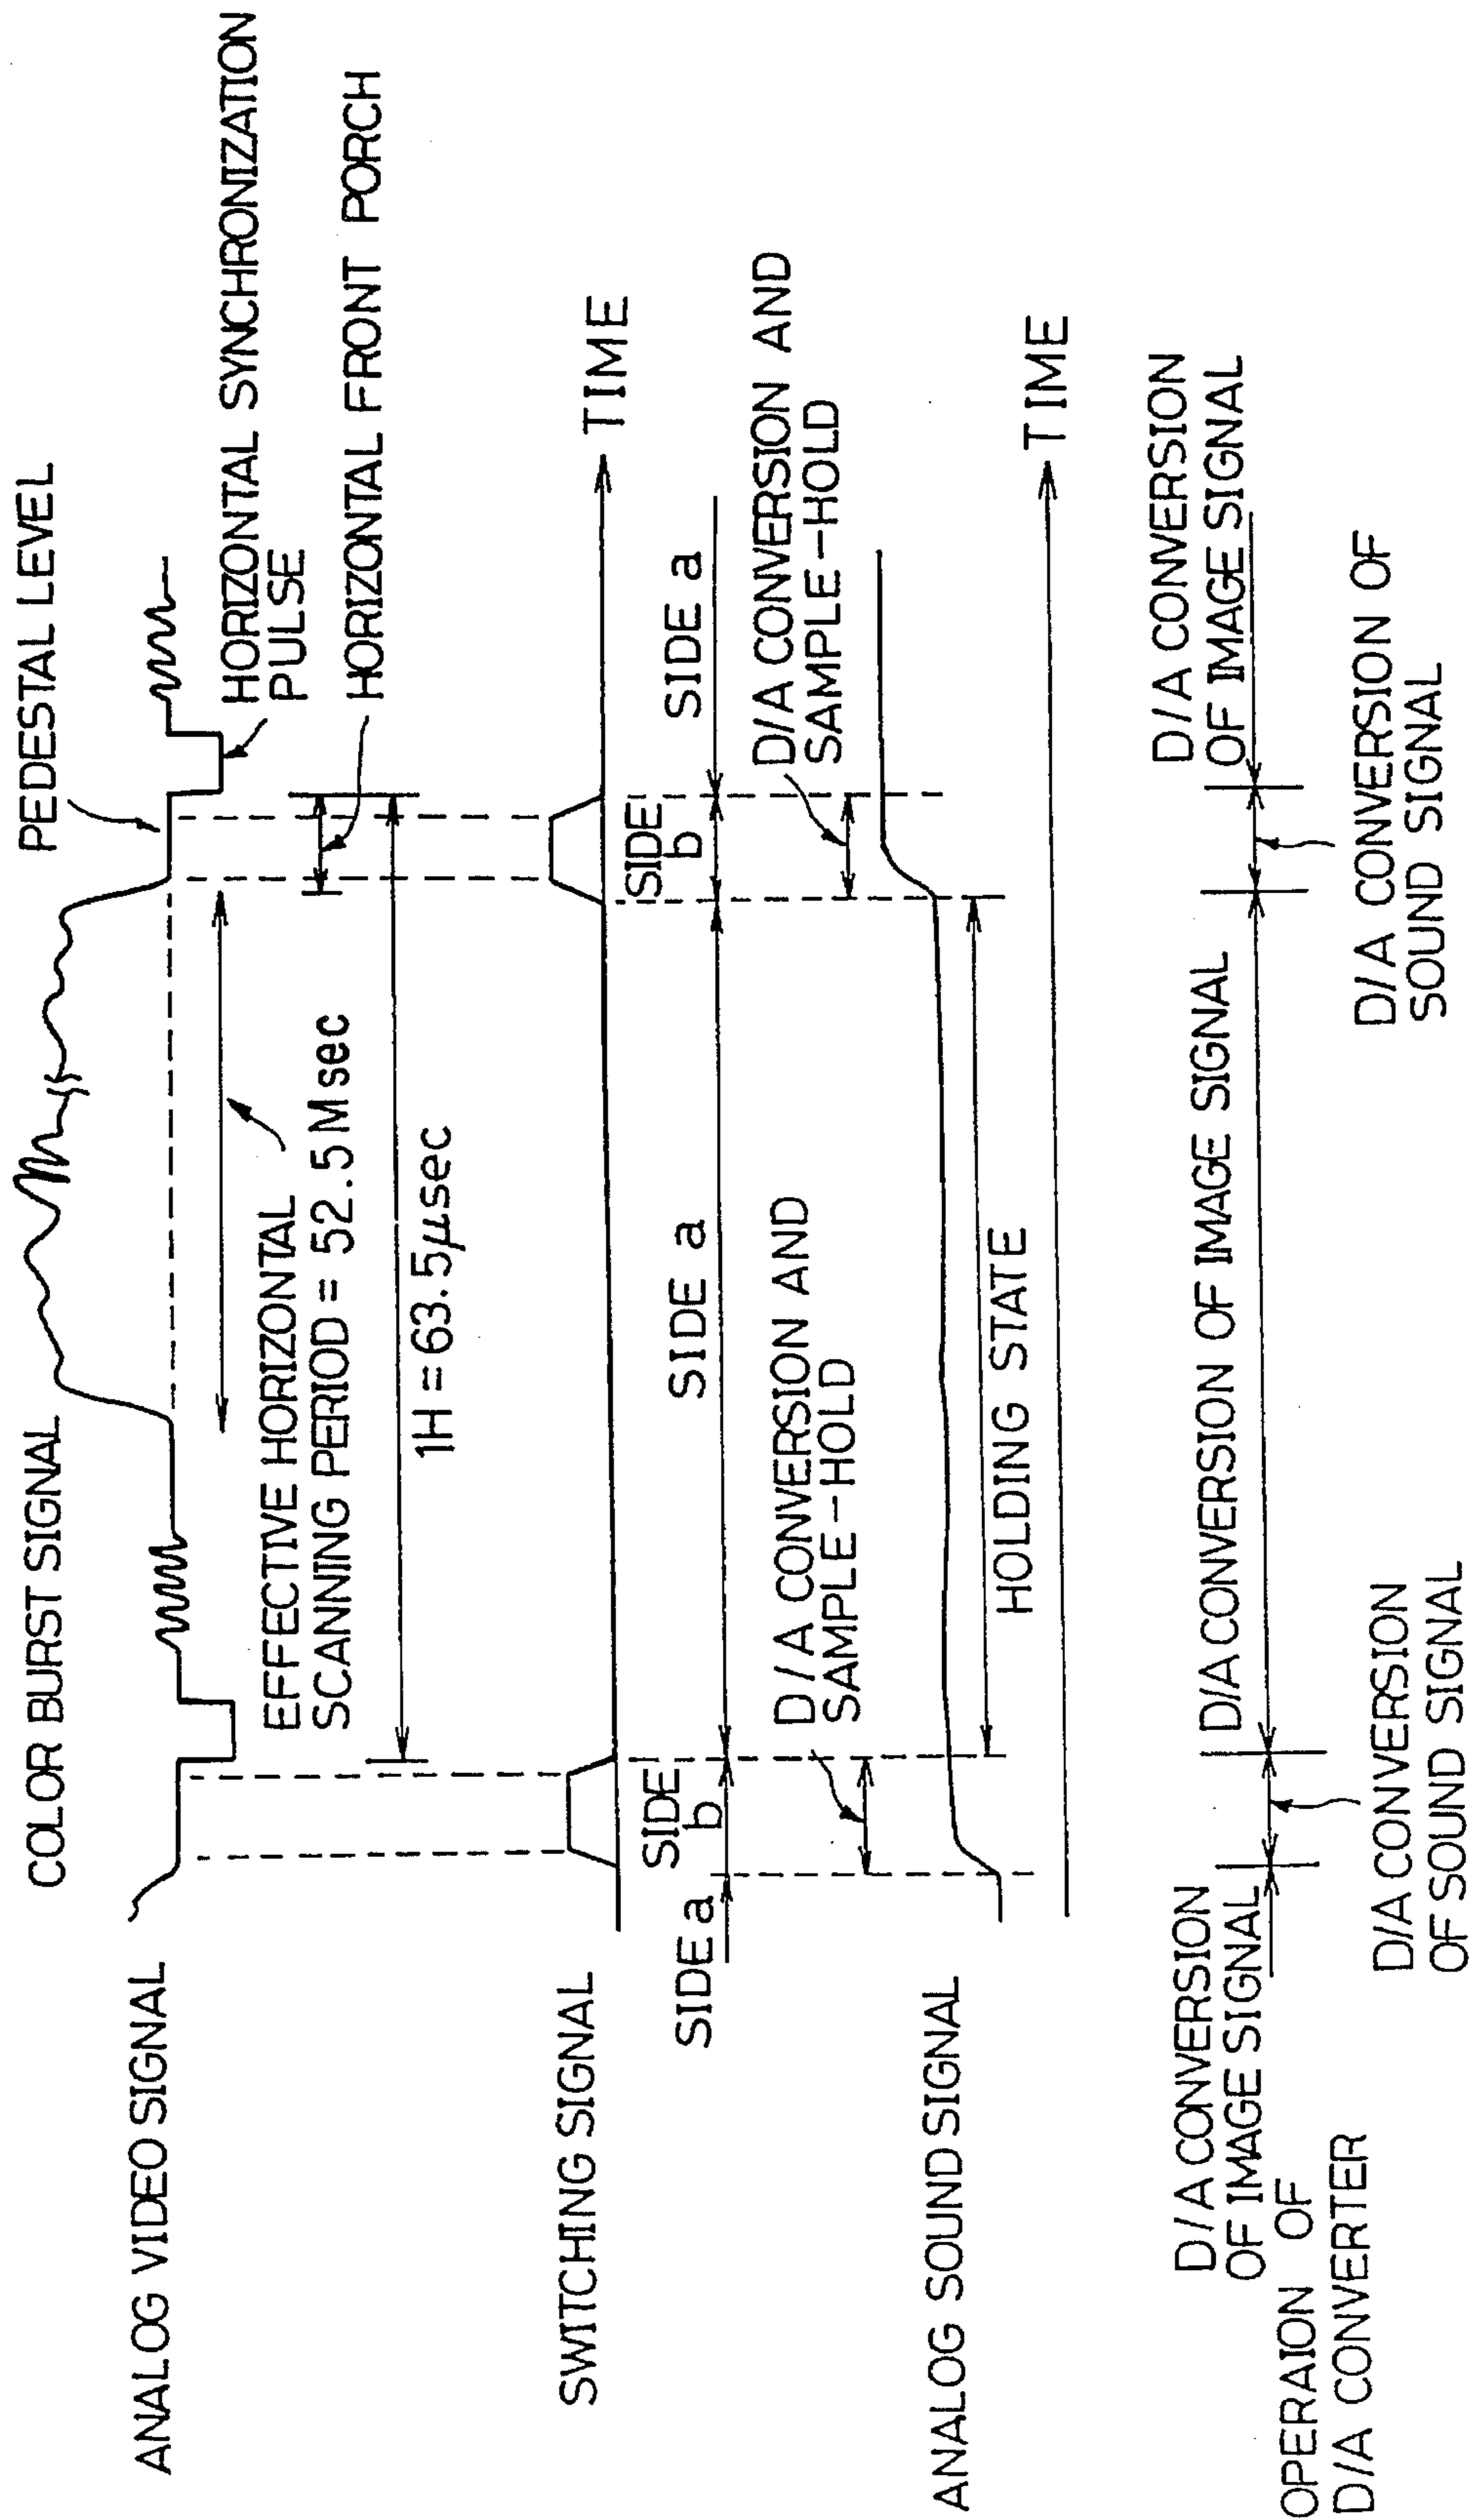 COLOR BURST SIGNAL
PEDESTAL LEVEL
ANALOG VIDEO SIGNAL
HORIZONTAL SYNCHRONIZATION
PULSE
HORIZONTAL FRONT PORCH
EFFECTIVE HORIZONTAL
SCANNING PERIOD = 52.5 Msec
1H = 63.5μsec
SWITCHING SIGNAL
TIME
SIDE a
SIDE
b
SIDE a
SIDE
b
SIDE a
D/A CONVERSION AND
SAMPLE-HOLD
D/A CONVERSION AND
SAMPLE-HOLD
ANALOG SOUND SIGNAL
HOLDING STATE
TIME
D/A CONVERSION
OF IMAGE SIGNAL
D/A CONVERSION OF IMAGE SIGNAL
D/A CONVERSION
OF IMAGE SIGNAL
OPERAION OF
D/A CONVERTER
D/A CONVERSION
OF SOUND SIGNAL
D/A CONVERSION OF
SOUND SIGNAL